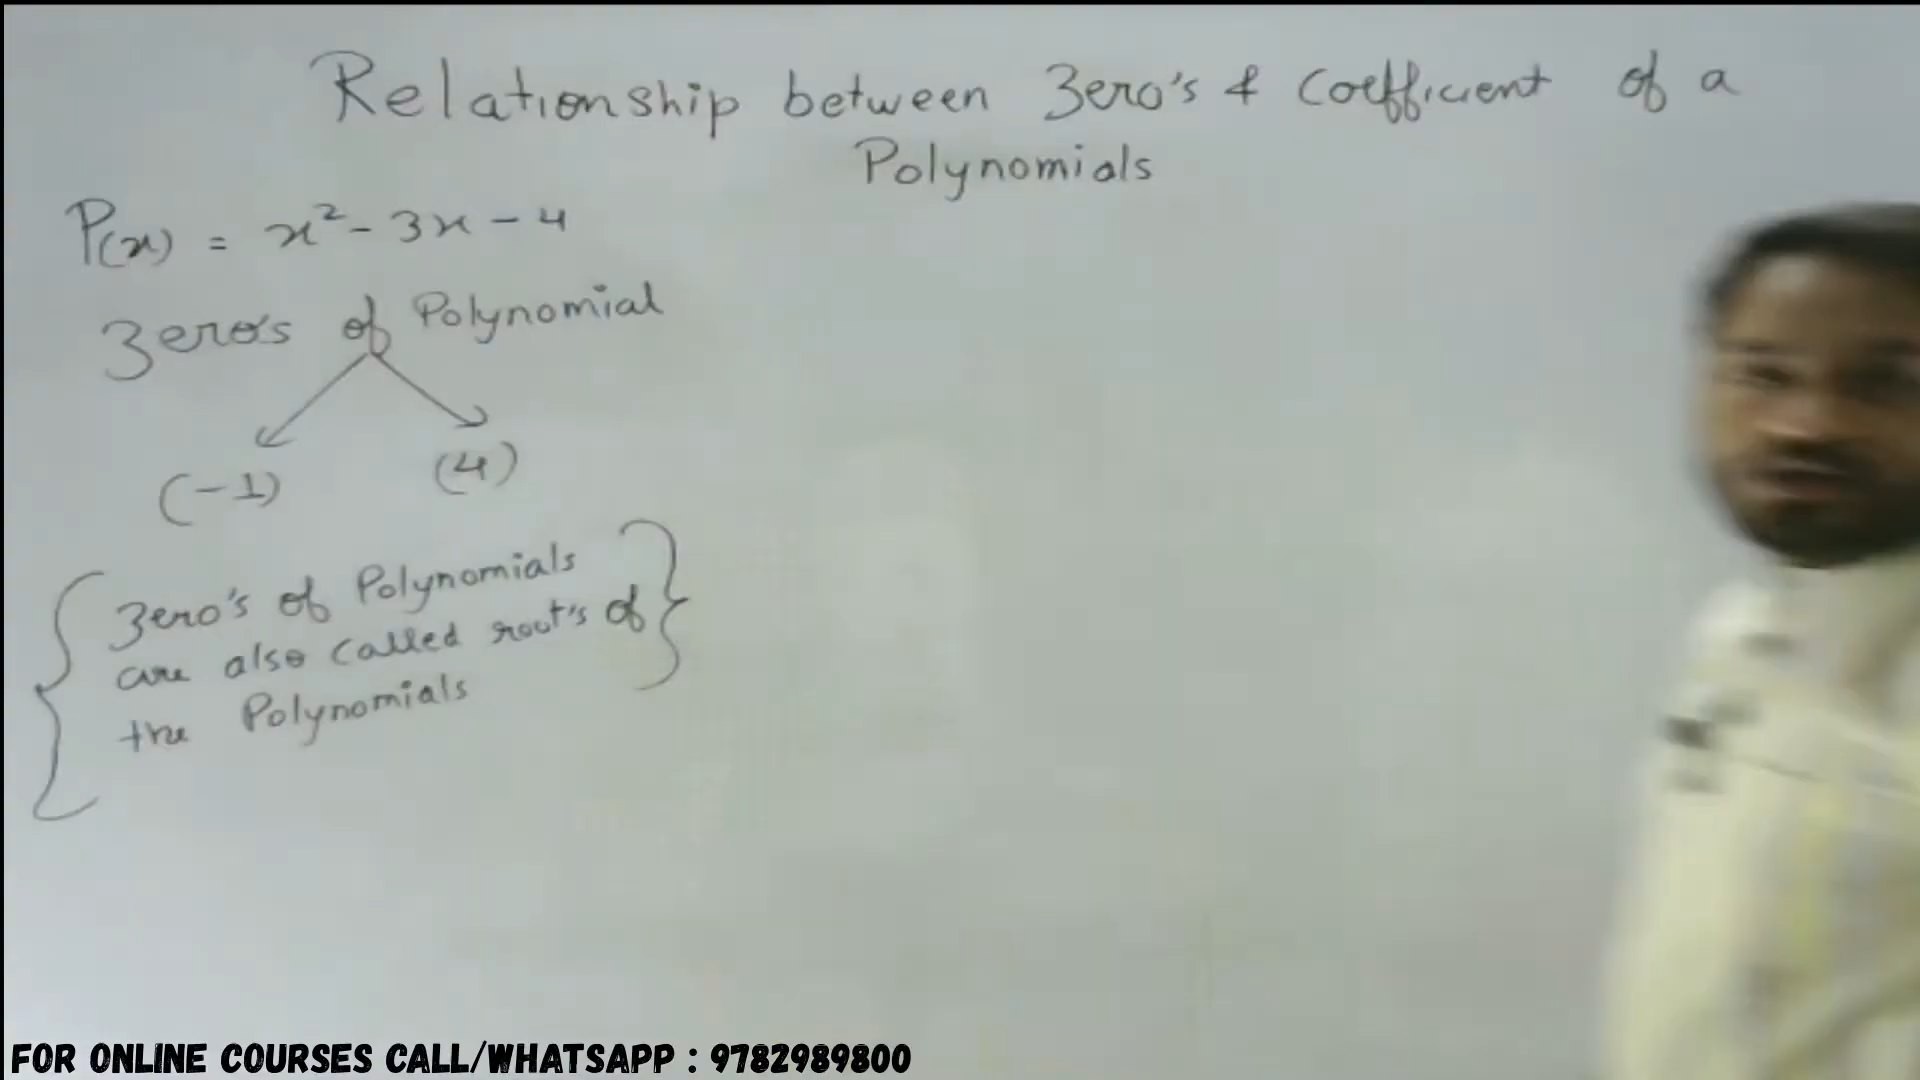 Relationship between Zero's & Coefficient of a
Polynomials
P(x) = x² - 3x - 4
Zero's of Polynomial
(-1) (4)
{ Zero's of Polynomials
are also called root's of }
the Polynomials
FOR ONLINE COURSES CALL/WHATSAPP : 9782989800